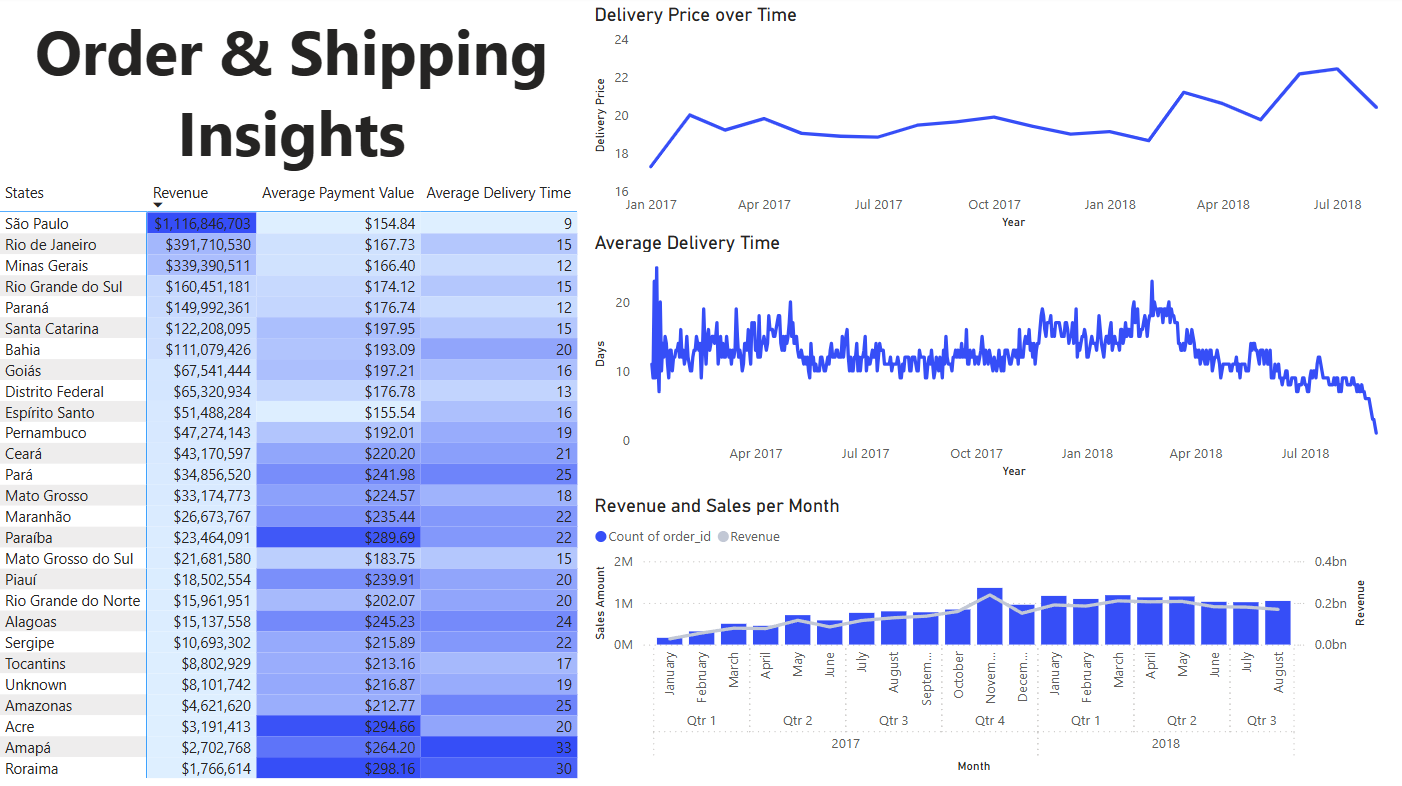 Order & Shipping
Insights
States Revenue Average Payment Value Average Delivery Time
São Paulo $1,116,846,703 $154.84 9
Rio de Janeiro $391,710,530 $167.73 15
Minas Gerais $339,390,511 $166.40 12
Rio Grande do Sul $160,451,181 $174.12 15
Paraná $149,992,361 $176.74 12
Santa Catarina $122,208,095 $197.95 15
Bahia $111,079,426 $193.09 20
Goiás $67,541,444 $197.21 16
Distrito Federal $65,320,934 $176.78 13
Espírito Santo $51,488,284 $155.54 16
Pernambuco $47,274,143 $192.01 19
Ceará $43,170,597 $220.20 21
Pará $34,856,520 $241.98 25
Mato Grosso $33,174,773 $224.57 18
Maranhão $26,673,767 $235.44 22
Paraíba $23,464,091 $289.69 22
Mato Grosso do Sul $21,681,580 $183.75 15
Piauí $18,502,554 $239.91 20
Rio Grande do Norte $15,961,951 $202.07 20
Alagoas $15,137,558 $245.23 24
Sergipe $10,693,302 $215.89 22
Tocantins $8,802,929 $213.16 17
Unknown $8,101,742 $216.87 19
Amazonas $4,621,620 $212.77 25
Acre $3,191,413 $294.66 20
Amapá $2,702,768 $264.20 33
Roraima $1,766,614 $298.16 30
Delivery Price over Time
Delivery Price
24
22
20
18
16
Jan 2017 Apr 2017 Jul 2017 Oct 2017 Jan 2018 Apr 2018 Jul 2018
Year
Average Delivery Time
Days
20
10
0
Apr 2017 Jul 2017 Oct 2017 Jan 2018 Apr 2018 Jul 2018
Year
Revenue and Sales per Month
Count of order_id Revenue
Sales Amount
2M
1M
0M
0.4bn
0.2bn
0.0bn
Revenue
January February March April May June July August Septem... October Novem... Decem... January February March April May June July August
Qtr 1 Qtr 2 Qtr 3 Qtr 4 Qtr 1 Qtr 2 Qtr 3
2017 2018
Month